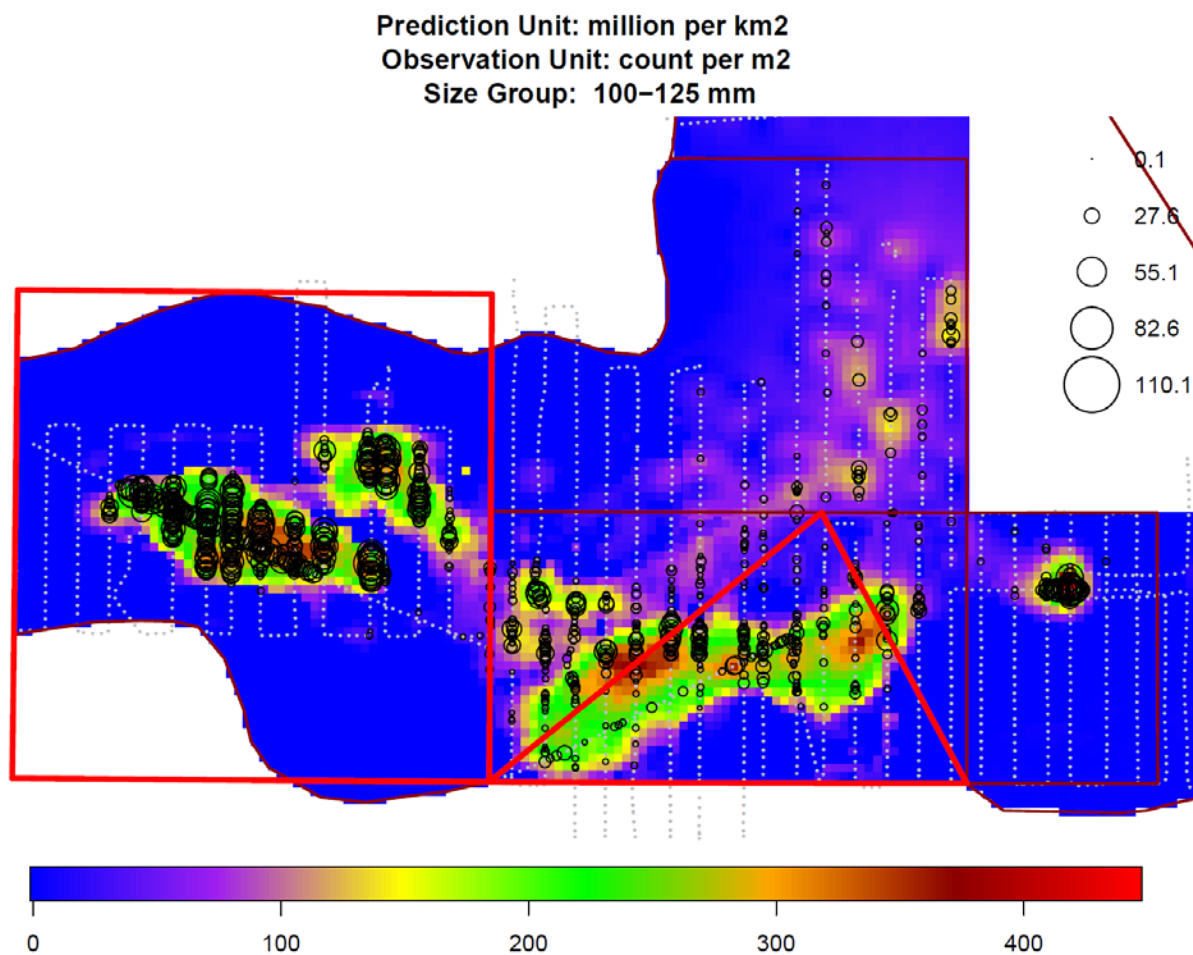 Prediction Unit: million per km2
Observation Unit: count per m2
Size Group: 100−125 mm
0.1
27.6
55.1
82.6
110.1
0 100 200 300 400